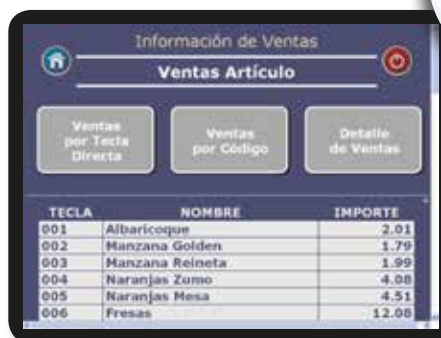 Información de Ventas
Ventas Artículo
Ventas por Tecla Directa
Ventas por Código
Detalle de Ventas
TECLA NOMBRE IMPORTE
001 Albaricoque 2.01
002 Manzana Golden 1.79
003 Manzana Reineta 1.99
004 Naranjas Zumo 4.08
005 Naranjas Mesa 4.51
006 Fresas 12.08